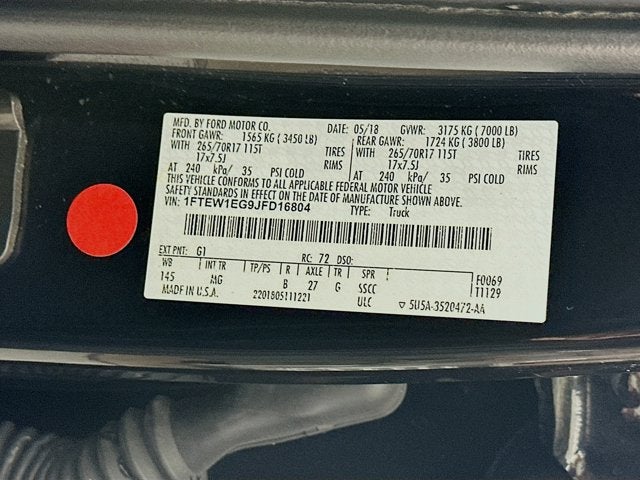 MFD. BY FORD MOTOR CO. DATE: 05/18 GVWR: 3175 KG ( 7000 LB)
FRONT GAWR: 1565 KG ( 3450 LB) REAR GAWR: 1724 KG ( 3800 LB)
WITH 265/70R17 115T TIRES WITH 265/70R17 115T TIRES
17x7.5J RIMS 17x7.5J RIMS
AT 240 kPa/ 35 PSI COLD AT 240 kPa/ 35 PSI COLD
THIS VEHICLE CONFORMS TO ALL APPLICABLE FEDERAL MOTOR VEHICLE
SAFETY STANDARDS IN EFFECT ON THE DATE OF MANUFACTURE SHOWN ABOVE.
VIN: 1FTEW1EG9JFD16804 TYPE: Truck
EXT PNT: G1 RC: 72 DSO:
WB INT TR TP/PS R AXLE TR SPR F0069
145 MG B 27 G SSCC T1129
MADE IN U.S.A. 2201805111221 ULC ▽ 5U5A-3520472-AA